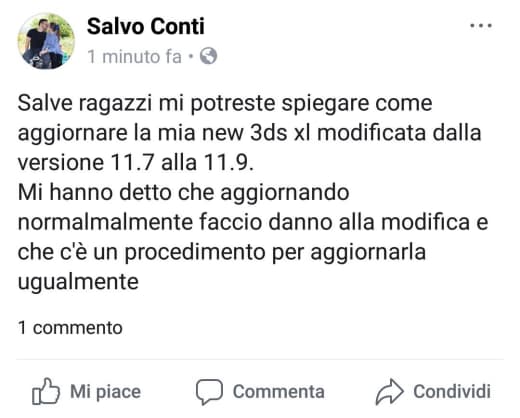 Salvo Conti
1 minuto fa •
Salve ragazzi mi potreste spiegare come
aggiornare la mia new 3ds xl modificata dalla
versione 11.7 alla 11.9.
Mi hanno detto che aggiornando
normalmalmente faccio danno alla modifica e
che c'è un procedimento per aggiornarla
ugualmente
1 commento
Mi piace Commenta Condividi